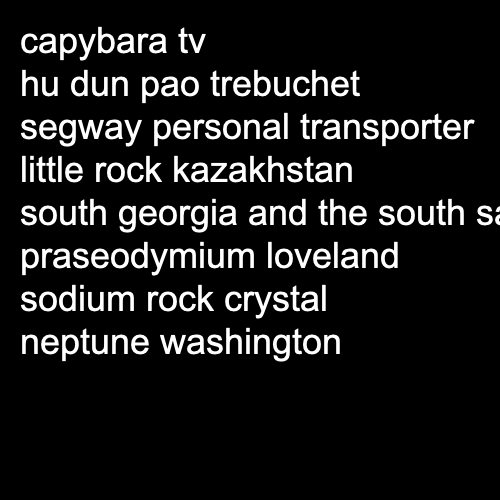 capybara tv
hu dun pao trebuchet
segway personal transporter
little rock kazakhstan
south georgia and the south
praseodymium loveland
sodium rock crystal
neptune washington